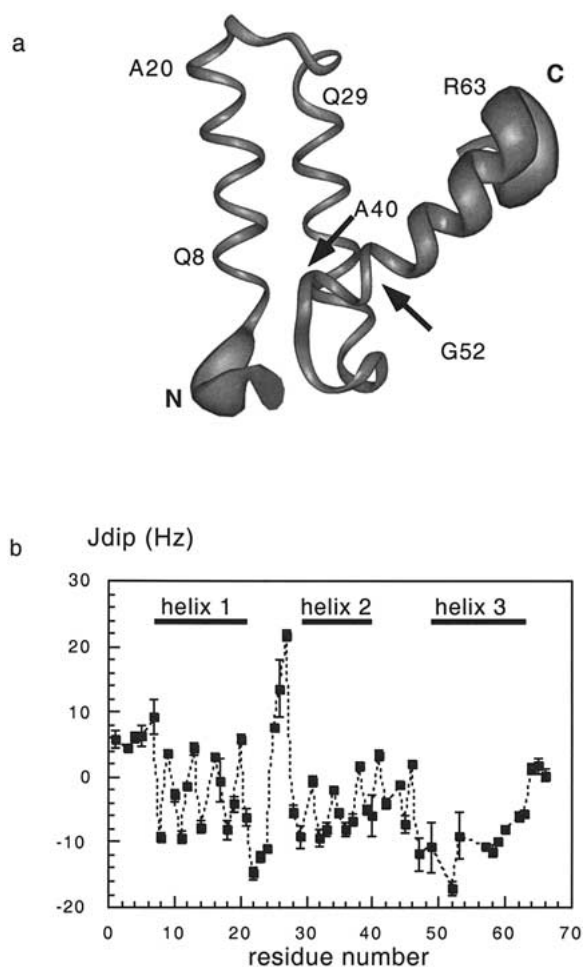 a
C
R63
A20
Q29
A40
Q8
G52
N
b
Jdip (Hz)
30
helix 1 helix 2 helix 3
20
10
0
-10
-20
0 10 20 30 40 50 60 70
residue number